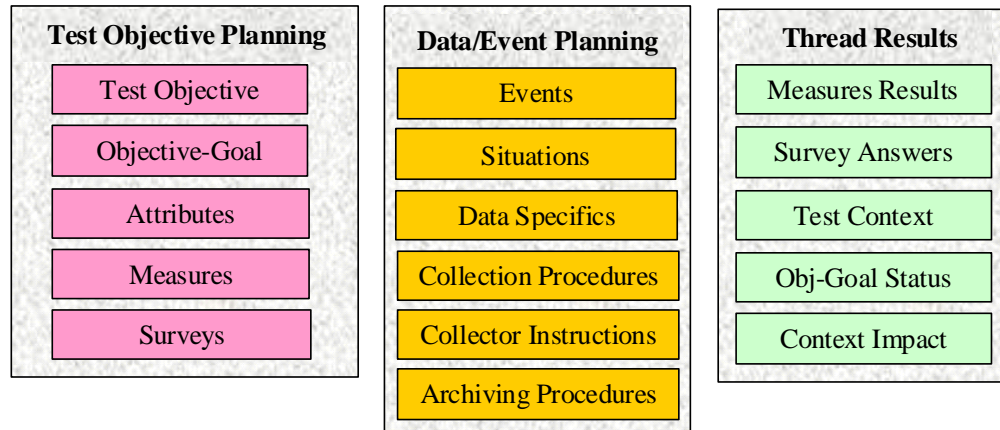 Test Objective Planning
Test Objective
Objective-Goal
Attributes
Measures
Surveys
Data/Event Planning
Events
Situations
Data Specifics
Collection Procedures
Collector Instructions
Archiving Procedures
Thread Results
Measures Results
Survey Answers
Test Context
Obj-Goal Status
Context Impact